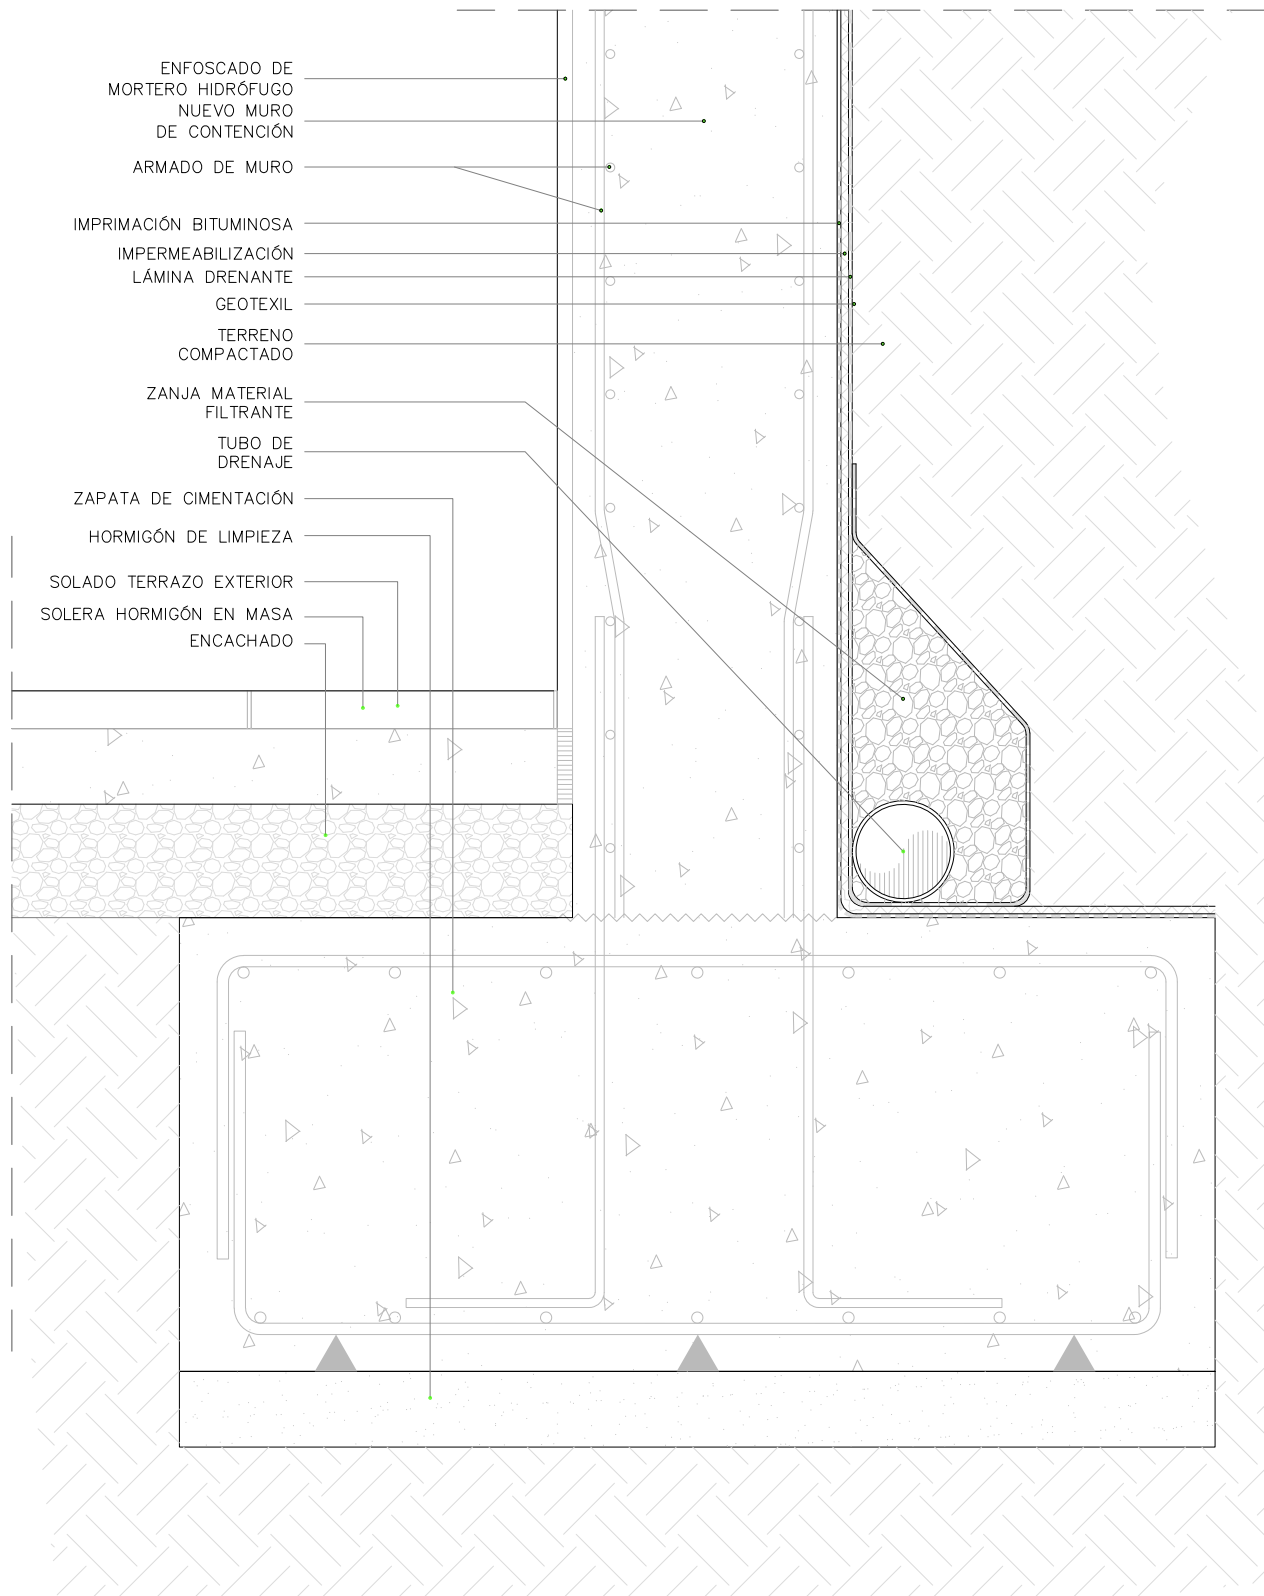 ENFOSCADO DE
MORTERO HIDRÓFUGO
NUEVO MURO
DE CONTENCIÓN
ARMADO DE MURO
IMPRIMACIÓN BITUMINOSA
IMPERMEABILIZACIÓN
LÁMINA DRENANTE
GEOTEXIL
TERRENO
COMPACTADO
ZANJA MATERIAL
FILTRANTE
TUBO DE
DRENAJE
ZAPATA DE CIMENTACIÓN
HORMIGÓN DE LIMPIEZA
SOLADO TERRAZO EXTERIOR
SOLERA HORMIGÓN EN MASA
ENCACHADO